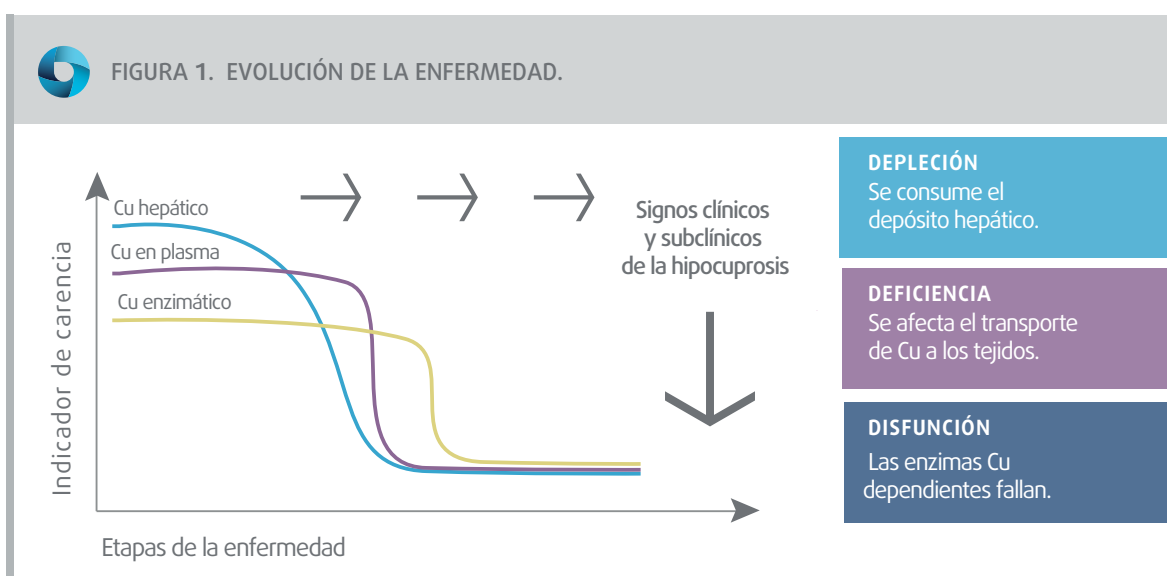 FIGURA 1. EVOLUCIÓN DE LA ENFERMEDAD.
Indicador de carencia
Cu hepático
Cu en plasma
Cu enzimático
Etapas de la enfermedad
Signos clínicos
y subclínicos
de la hipocuprosis
DEPLECIÓN
Se consume el
depósito hepático.
DEFICIENCIA
Se afecta el transporte
de Cu a los tejidos.
DISFUNCIÓN
Las enzimas Cu
dependientes fallan.